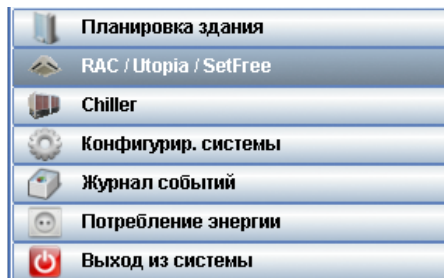 Планировка здания
RAC / Utopia / SetFree
Chiller
Конфигурир. системы
Журнал событий
Потребление энергии
Выход из системы